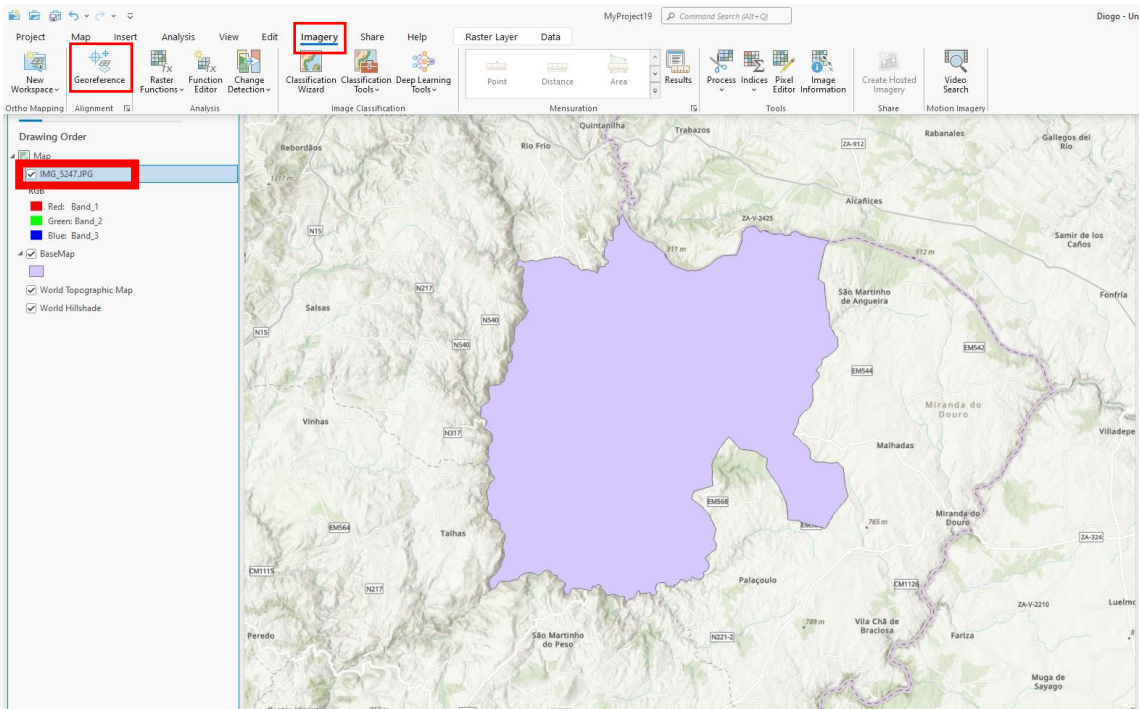 MyProject19
Command Search (Alt+Q)
Diogo - Un
Project Map Insert Analysis View Edit Imagery Share Help Raster Layer Data
New Workspace
Georeference
Raster Functions
Function Editor
Change Detection
Classification Wizard
Classification Tools
Deep Learning Tools
Point
Distance
Area
Results
Process
Indices
Pixel Editor
Image Information
Create Hosted Imagery
Video Search
Ortho Mapping Alignment Analysis Image Classification Mensuration Tools Share Motion Imagery
Drawing Order
Map
IMG_5247.JPG
RGB
Red: Band_1
Green: Band_2
Blue: Band_3
BaseMap
World Topographic Map
World Hillshade
Quintanilha
Trabazos
Rabanales
Gallegos del
Río
Rebordãos
Rio Frio
ZA-912
1317 m
Alcañices
ZA-V-2425
N15
Samir de los
Caños
811 m
912 m
N217
São Martinho
de Angueira
Fonfría
Salsas
N540
N15
N540
EM542
EM544
Miranda do
Douro
Vinhas
N317
Villadepe
Malhadas
EM568
Miranda do
Douro
765 m
EM564
Talhas
ZA-324
CM1115
Palaçoulo
CM1126
N217
ZA-V-2210
Luelmo
789 m
Vila Chã de
Braciosa
Peredo
São Martinho
do Peso
N221-2
Fariza
Muga de
Sayago